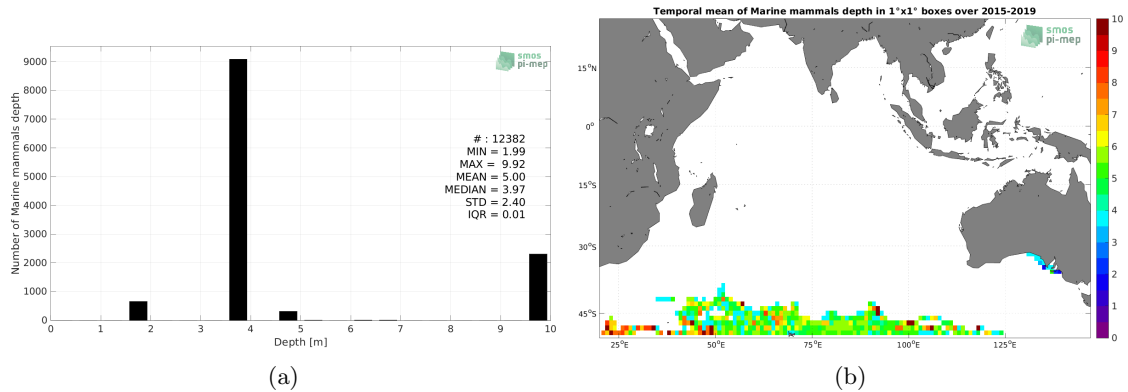 smos
pi-mep
9000
8000
7000
6000
5000
4000
3000
2000
1000
0
Number of Marine mammals depth
# : 12382
MIN = 1.99
MAX = 9.92
MEAN = 5.00
MEDIAN = 3.97
STD = 2.40
IQR = 0.01
0 1 2 3 4 5 6 7 8 9 10
Depth [m]
(a)
Temporal mean of Marine mammals depth in 1°x1° boxes over 2015-2019
smos
pi-mep
15°N
0°
15°S
30°S
45°S
25°E 50°E 75°E 100°E 125°E
10
9
8
7
6
5
4
3
2
1
0
(b)